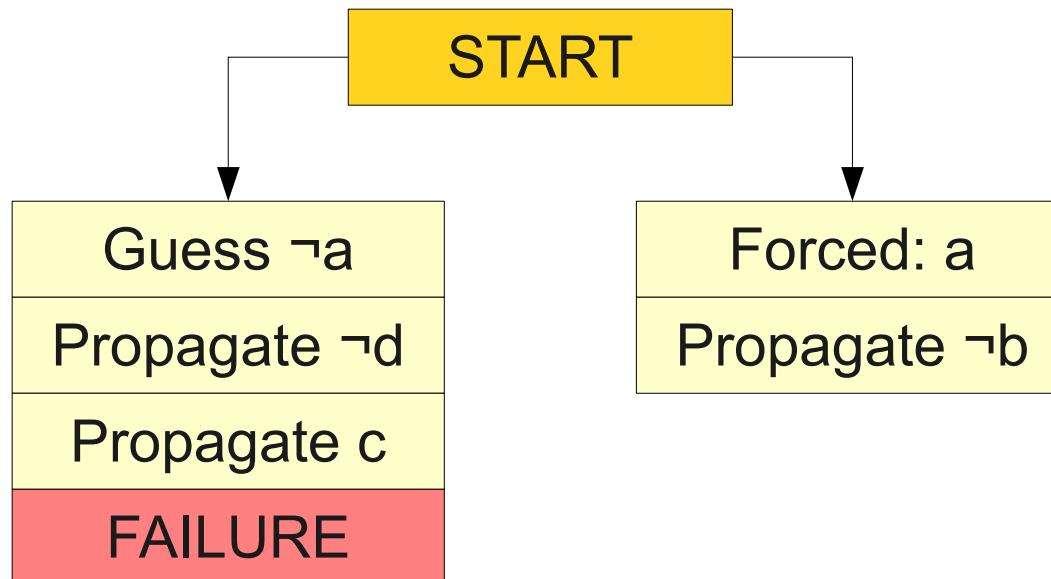 START
Guess ¬a
Propagate ¬d
Propagate c
FAILURE
Forced: a
Propagate ¬b